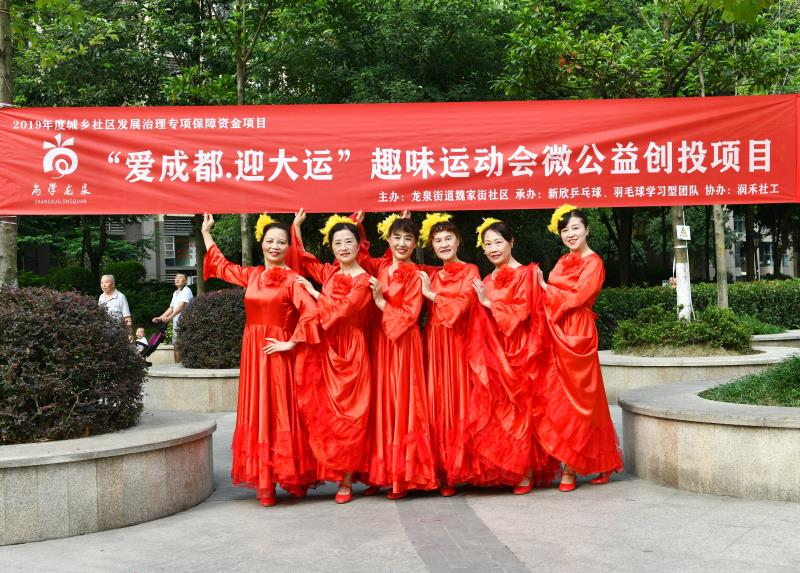 2019年度城乡社区发展治理专项保障资金项目
尚学龙泉
SHANGXUELONGQUAN
“爱成都.迎大运”趣味运动会微公益创投项目
主办：龙泉街道魏家街社区 承办：新欣乒乓球、羽毛球学习型团队 协办：润禾社工